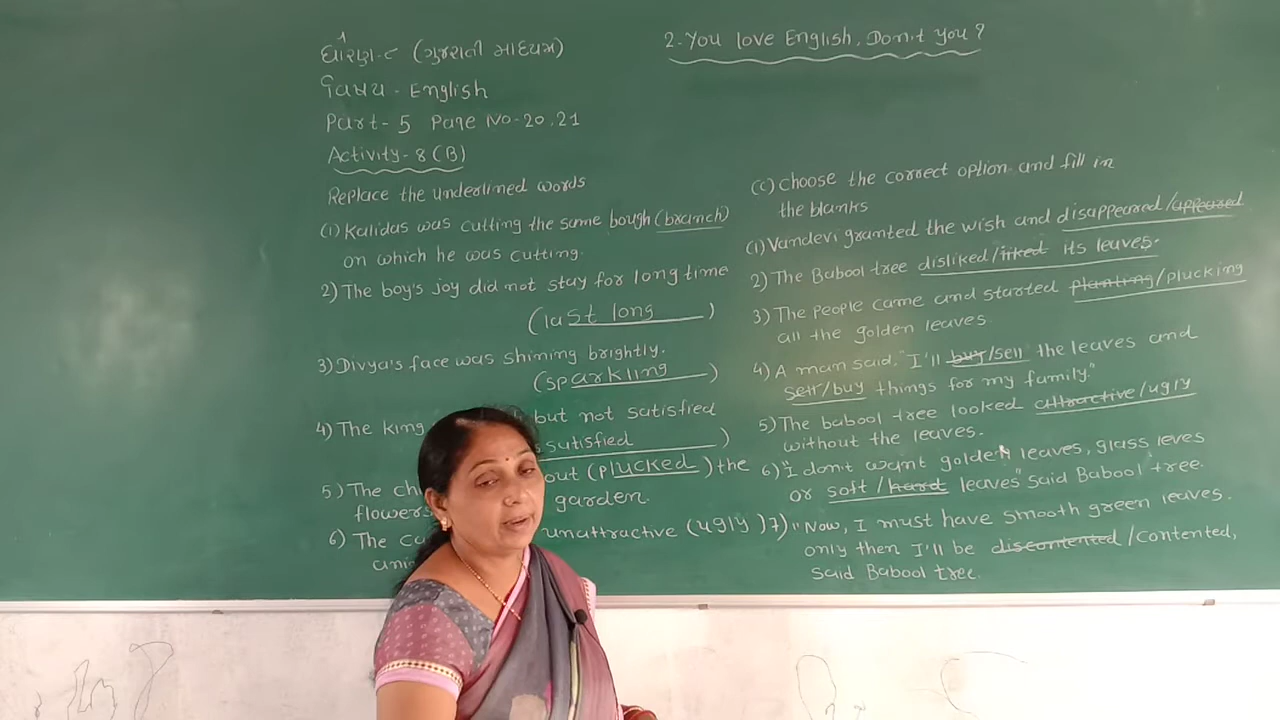 ધોરણ-૮ (ગુજરાતી માધ્યમ)
વિષય - English
Part-5 Page No-20,21
Activity-8(B)
Replace the underlined words
(1) Kalidas was cutting the same bough (branch)
on which he was cutting.
2) The boy's joy did not stay for long time
(last long)
3) Divya's face was shining brightly.
(sparkling)
4) The king but not satisfied
satisfied)
5) The out (plucked) the
flowers garden.
6) The unattractive (ugly)
2. You love English, Don't you?
(C) Choose the correct option and fill in
the blanks
(1) Vandevi granted the wish and disappeared/appeared
2) The Babool tree disliked/liked its leaves.
3) The people came and started planting/plucking
all the golden leaves
4) A man said, "I'll buy/sell the leaves and
sell/buy things for my family."
5) The babool tree looked attractive/ugly
without the leaves.
6) "I don't want golden leaves, glass leves
or soft/hard leaves" said Babool tree.
7) "Now, I must have smooth green leaves.
only then I'll be discontented/contented,
said Babool tree.